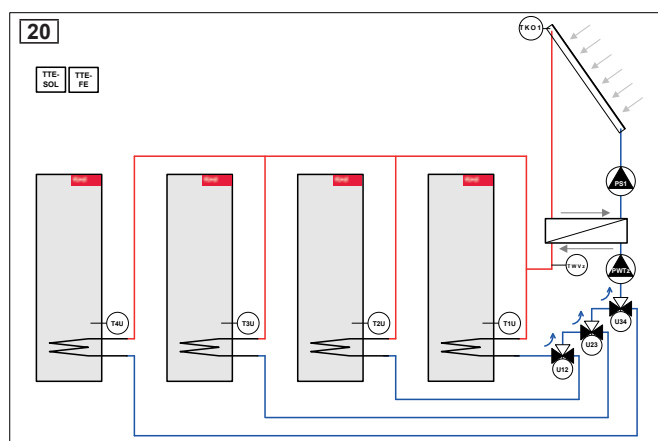 20
TKO1
TTE-
SOL
TTE-
FE
PS1
TWVz
PWTz
T4U
T3U
T2U
T1U
U34
U23
U12